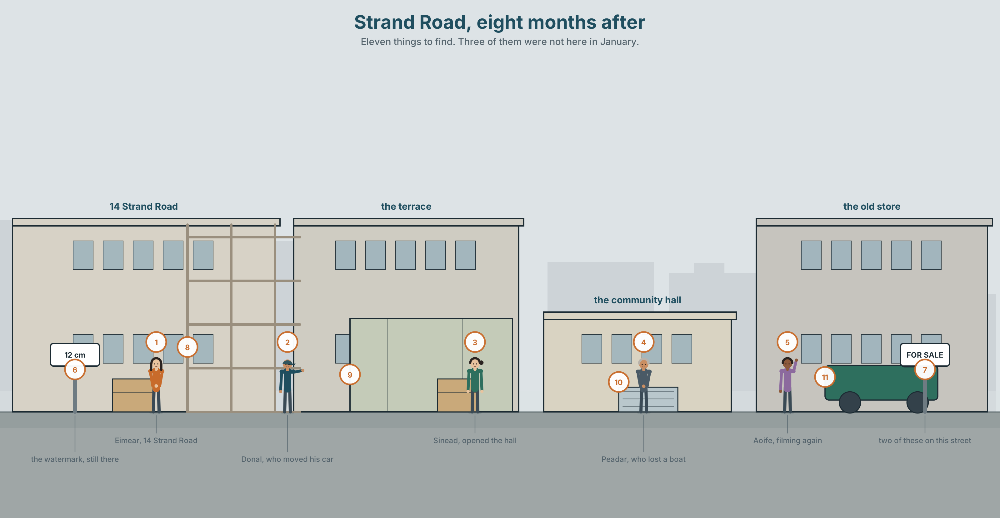 Strand Road, eight months after
Eleven things to find. Three of them were not here in January.
14 Strand Road
the terrace
the community hall
the old store
12 cm
6
1
8
2
9
3
10
4
5
11
FOR SALE
7
Eimear, 14 Strand Road
Sinead, opened the hall
Aoife, filming again
two of these on this street
the watermark, still there
Donal, who moved his car
Peadar, who lost a boat